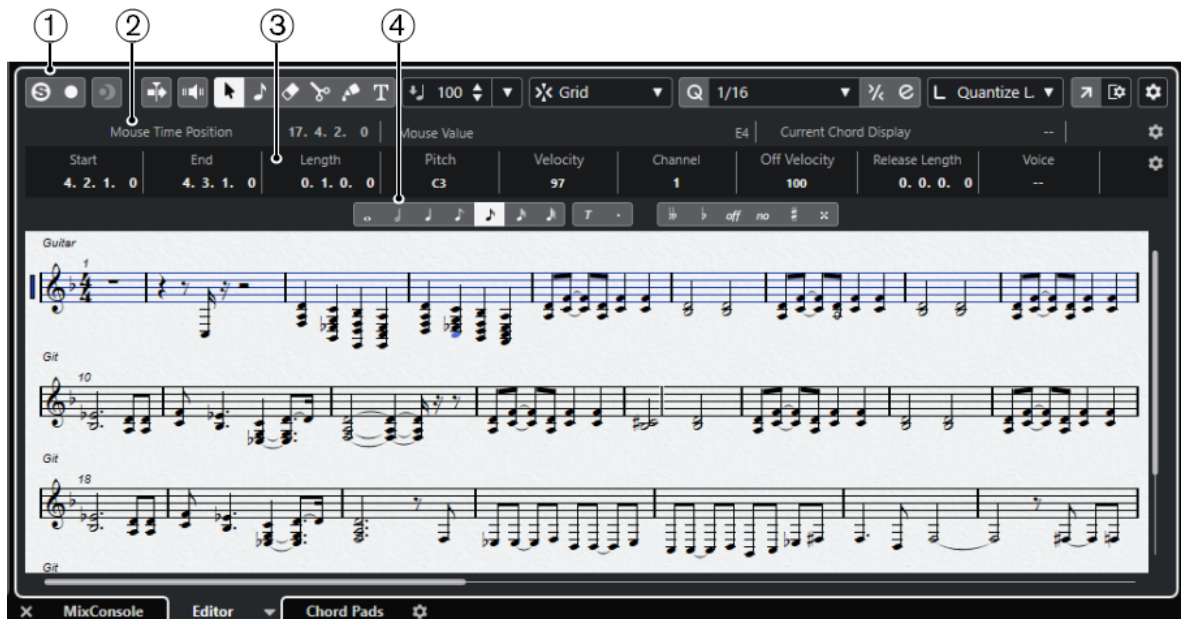 1 2 3 4
S 100 Grid Q 1/16 L Quantize L. T
Mouse Time Position 17. 4. 2. 0 Mouse Value E4 Current Chord Display --
Start End Length Pitch Velocity Channel Off Velocity Release Length Voice
4. 2. 1. 0 4. 3. 1. 0 0. 1. 0. 0 C3 97 1 100 0. 0. 0. 0 --
T . off no
Guitar
1
4
4
Git
10
Git
18
Git
MixConsole Editor Chord Pads